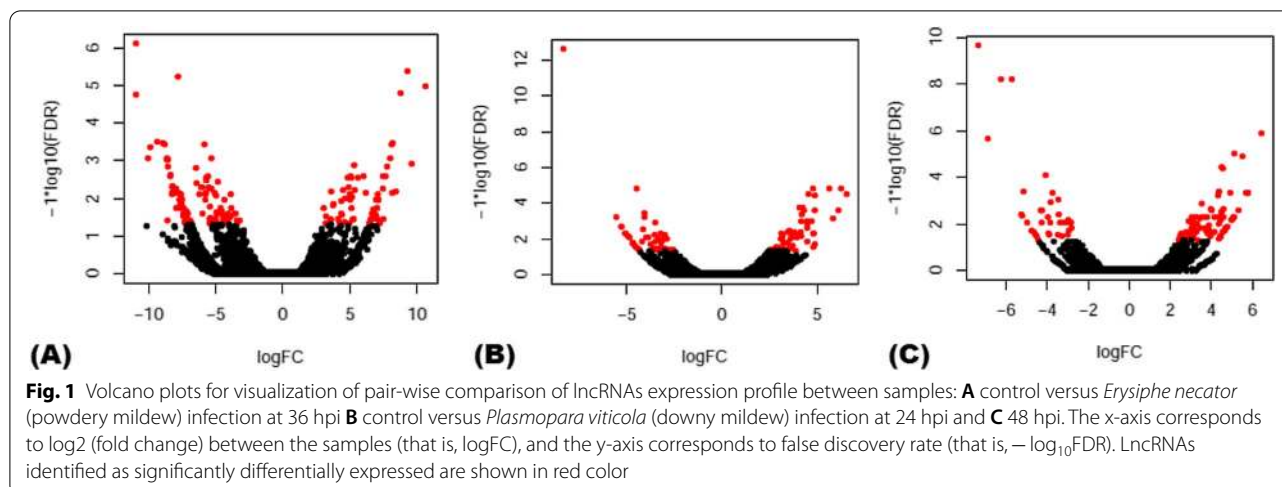 6
5
4
3
2
1
0
−1*log10(FDR)
−10 −5 0 5 10
logFC
(A)
12
10
8
6
4
2
0
−1*log10(FDR)
−5 0 5
logFC
(B)
10
8
6
4
2
0
−1*log10(FDR)
−6 −4 −2 0 2 4 6
logFC
(C)
Fig. 1 Volcano plots for visualization of pair-wise comparison of lncRNAs expression profile between samples: A control versus Erysiphe necator
(powdery mildew) infection at 36 hpi B control versus Plasmopara viticola (downy mildew) infection at 24 hpi and C 48 hpi. The x-axis corresponds
to log2 (fold change) between the samples (that is, logFC), and the y-axis corresponds to false discovery rate (that is, − log₁₀FDR). LncRNAs
identified as significantly differentially expressed are shown in red color